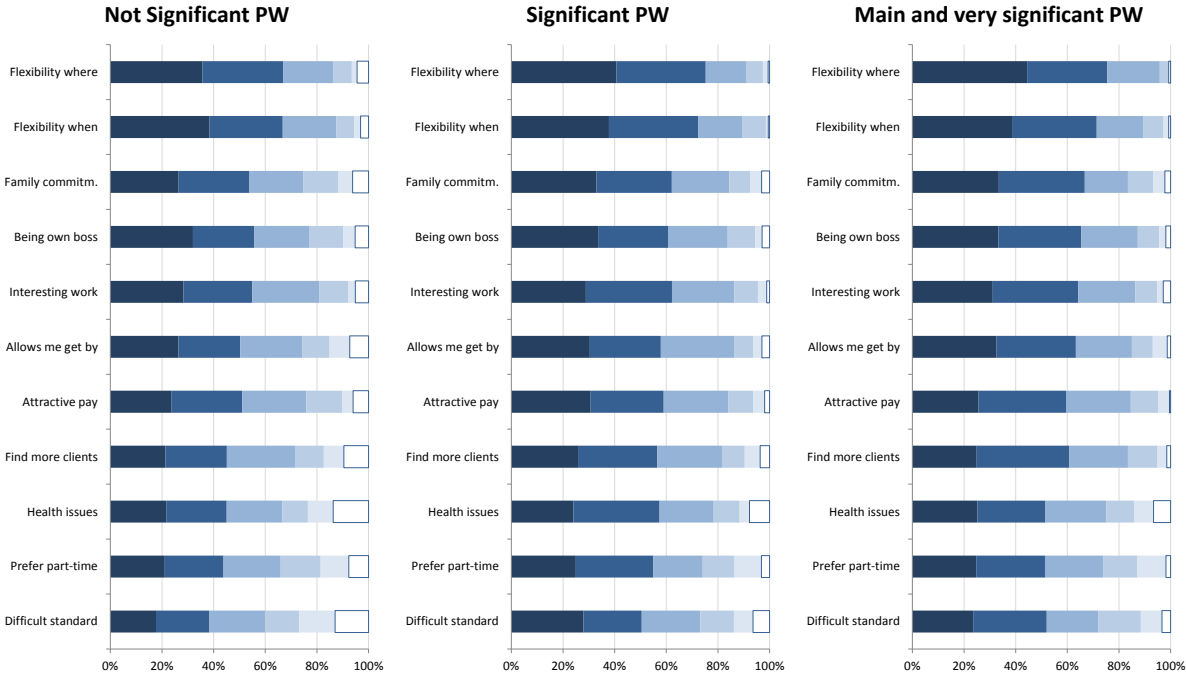 Not Significant PW
Flexibility where
Flexibility when
Family commitm.
Being own boss
Interesting work
Allows me get by
Attractive pay
Find more clients
Health issues
Prefer part-time
Difficult standard
0% 20% 40% 60% 80% 100%
Significant PW
Flexibility where
Flexibility when
Family commitm.
Being own boss
Interesting work
Allows me get by
Attractive pay
Find more clients
Health issues
Prefer part-time
Difficult standard
0% 20% 40% 60% 80% 100%
Main and very significant PW
Flexibility where
Flexibility when
Family commitm.
Being own boss
Interesting work
Allows me get by
Attractive pay
Find more clients
Health issues
Prefer part-time
Difficult standard
0% 20% 40% 60% 80% 100%